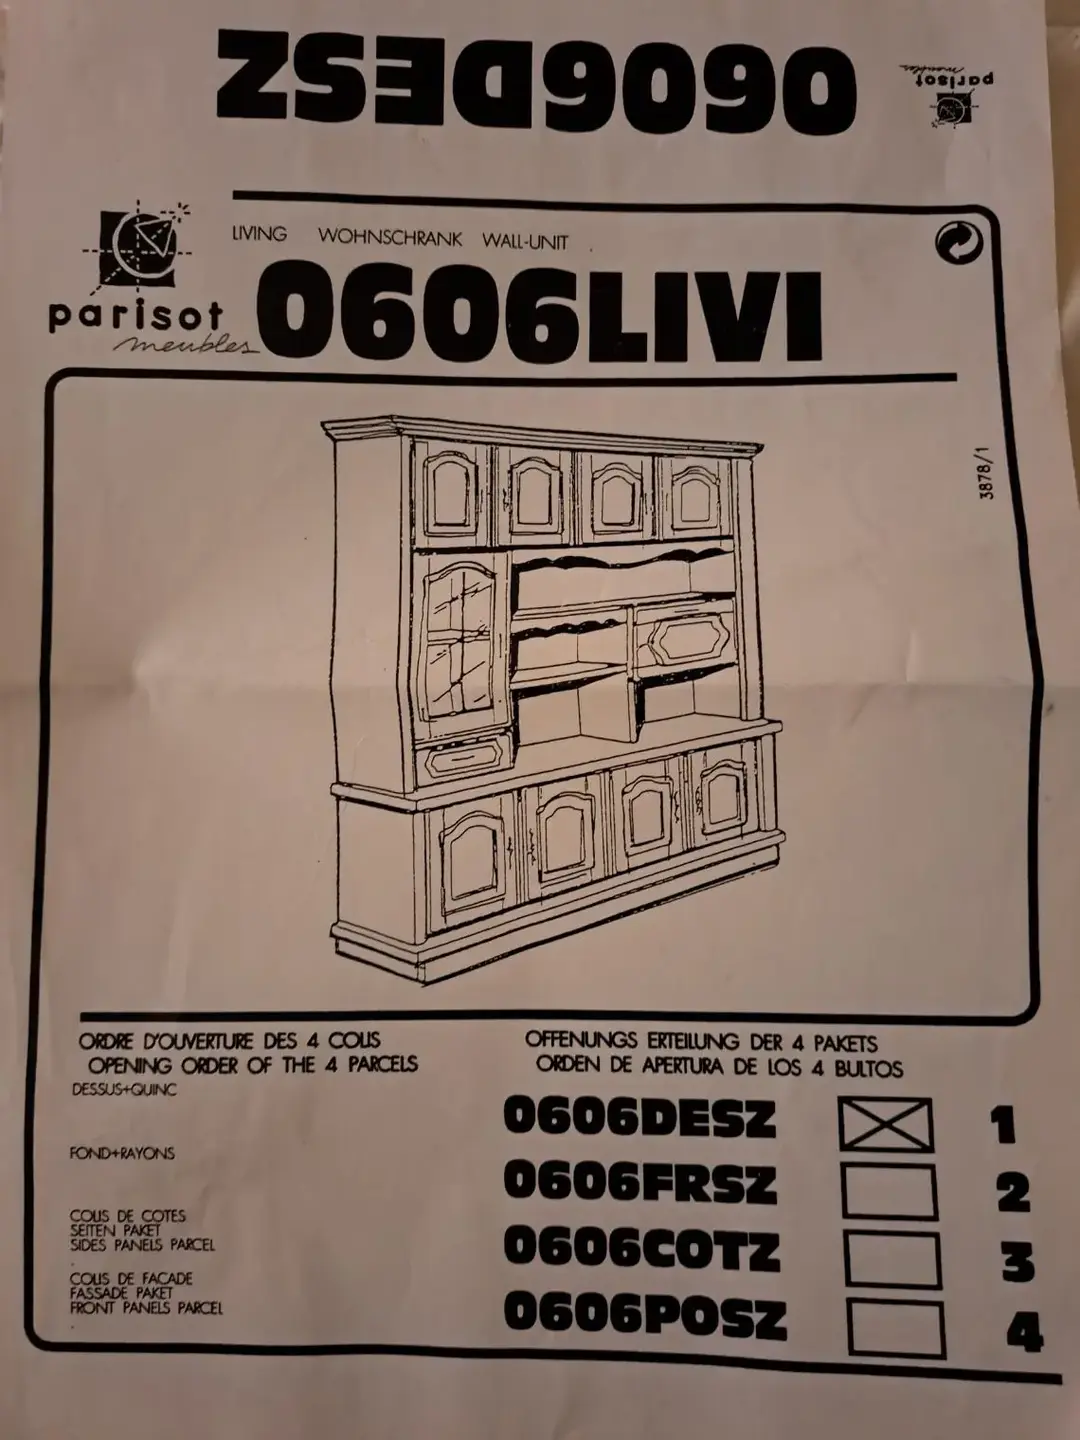 0606DESZ
parisot
meubles
LIVING WOHNSCHRANK WALL-UNIT
parisot
meubles
0606LIVI
3878/1
ORDRE D'OUVERTURE DES 4 COLIS
OPENING ORDER OF THE 4 PARCELS
OFFENUNGS ERTEILUNG DER 4 PAKETS
ORDEN DE APERTURA DE LOS 4 BULTOS
DESSUS+QUINC
0606DESZ 1
FOND+RAYONS
0606FRSZ 2
COLIS DE COTES
SEITEN PAKET
SIDES PANELS PARCEL
0606COTZ 3
COLIS DE FACADE
FASSADE PAKET
FRONT PANELS PARCEL
0606POSZ 4